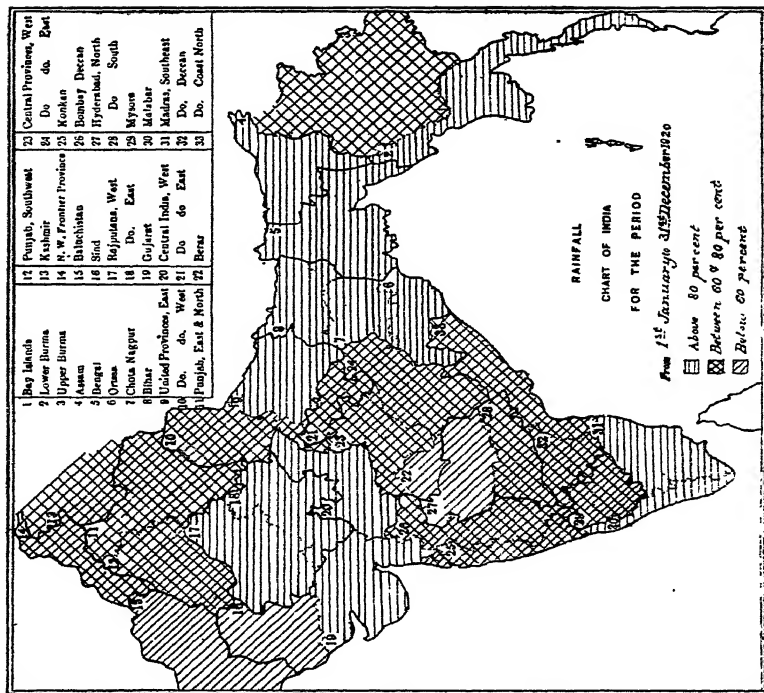 1 Bay Islands
2 Lower Burma
3 Upper Burma
4 Assam
5 Bengal
6 Orissa
7 Chota Nagpur
8 Bihar
9 United Provinces, East
10 Do. do. West
11 Punjab, East & North
12 Punjab, Southwest
13 Kashmir
14 N. W. Frontier Province
15 Baluchistan
16 Sind
17 Rajputana, West
18 Do. East
19 Gujerat
20 Central India, West
21 Do do East
22 Berar
23 Central Provinces, West
24 Do do. East
25 Konkan
26 Bombay Deccan
27 Hyderabad, North
28 Do South
29 Mysore
30 Malabar
31 Madras, Southeast
32 Do. Deccan
33 Do. Coast North
RAINFALL
CHART OF INDIA
FOR THE PERIOD
From 1st January to 31st December 1920
Above 80 percent
Between 60 & 80 per cent
Below 60 percent